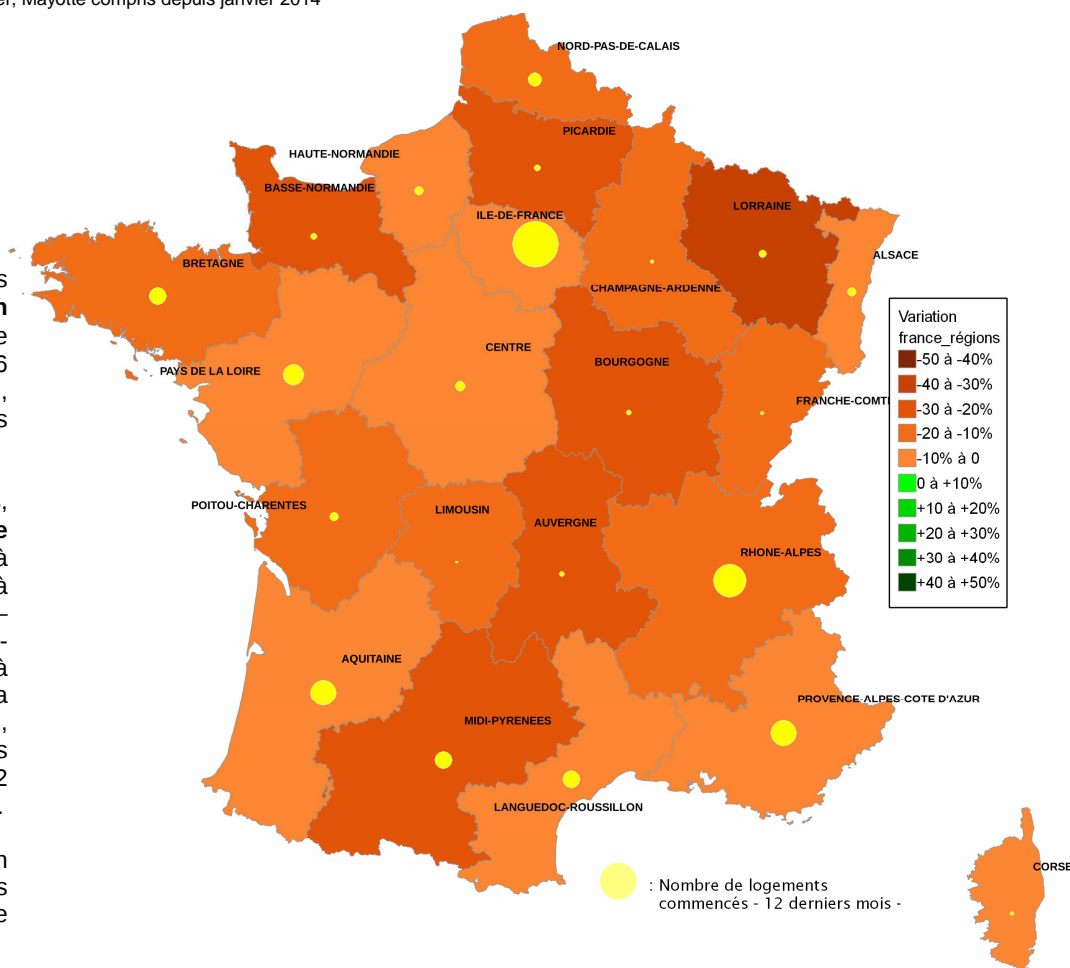 er, Mayotte compris depuis janvier 2014
NORD-PAS-DE-CALAIS
PICARDIE
HAUTE-NORMANDIE
BASSE-NORMANDIE
LORRAINE
ILE-DE-FRANCE
ALSACE
BRETAGNE
CHAMPAGNE-ARDENNE
CENTRE
BOURGOGNE
PAYS DE LA LOIRE
FRANCHE-COMT
POITOU-CHARENTES
LIMOUSIN
AUVERGNE
RHONE-ALPES
AQUITAINE
PROVENCE-ALPES COTE D'AZUR
MIDI-PYRENEES
LANGUEDOC-ROUSSILLON
CORSE
Variation
france_régions
-50 à -40%
-40 à -30%
-30 à -20%
-20 à -10%
-10% à 0
0 à +10%
+10 à +20%
+20 à +30%
+30 à +40%
+40 à +50%
: Nombre de logements
commencés - 12 derniers mois -
s
n
e
6
,
s
,
e
à
à
–
-
à
a
,
s
2
.
n
s
e